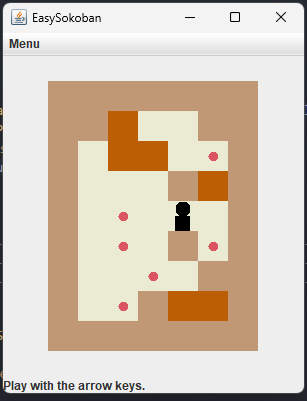 EasySokoban
Menu
Play with the arrow keys.